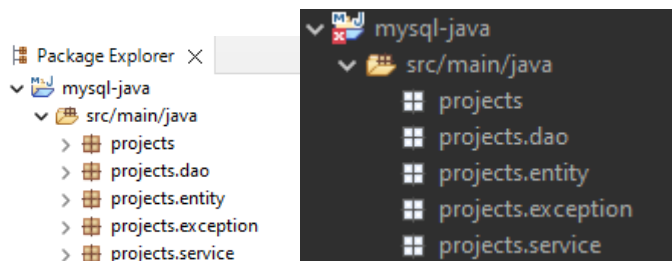 Package Explorer
mysql-java
src/main/java
projects
projects.dao
projects.entity
projects.exception
projects.service
mysql-java
src/main/java
projects
projects.dao
projects.entity
projects.exception
projects.service